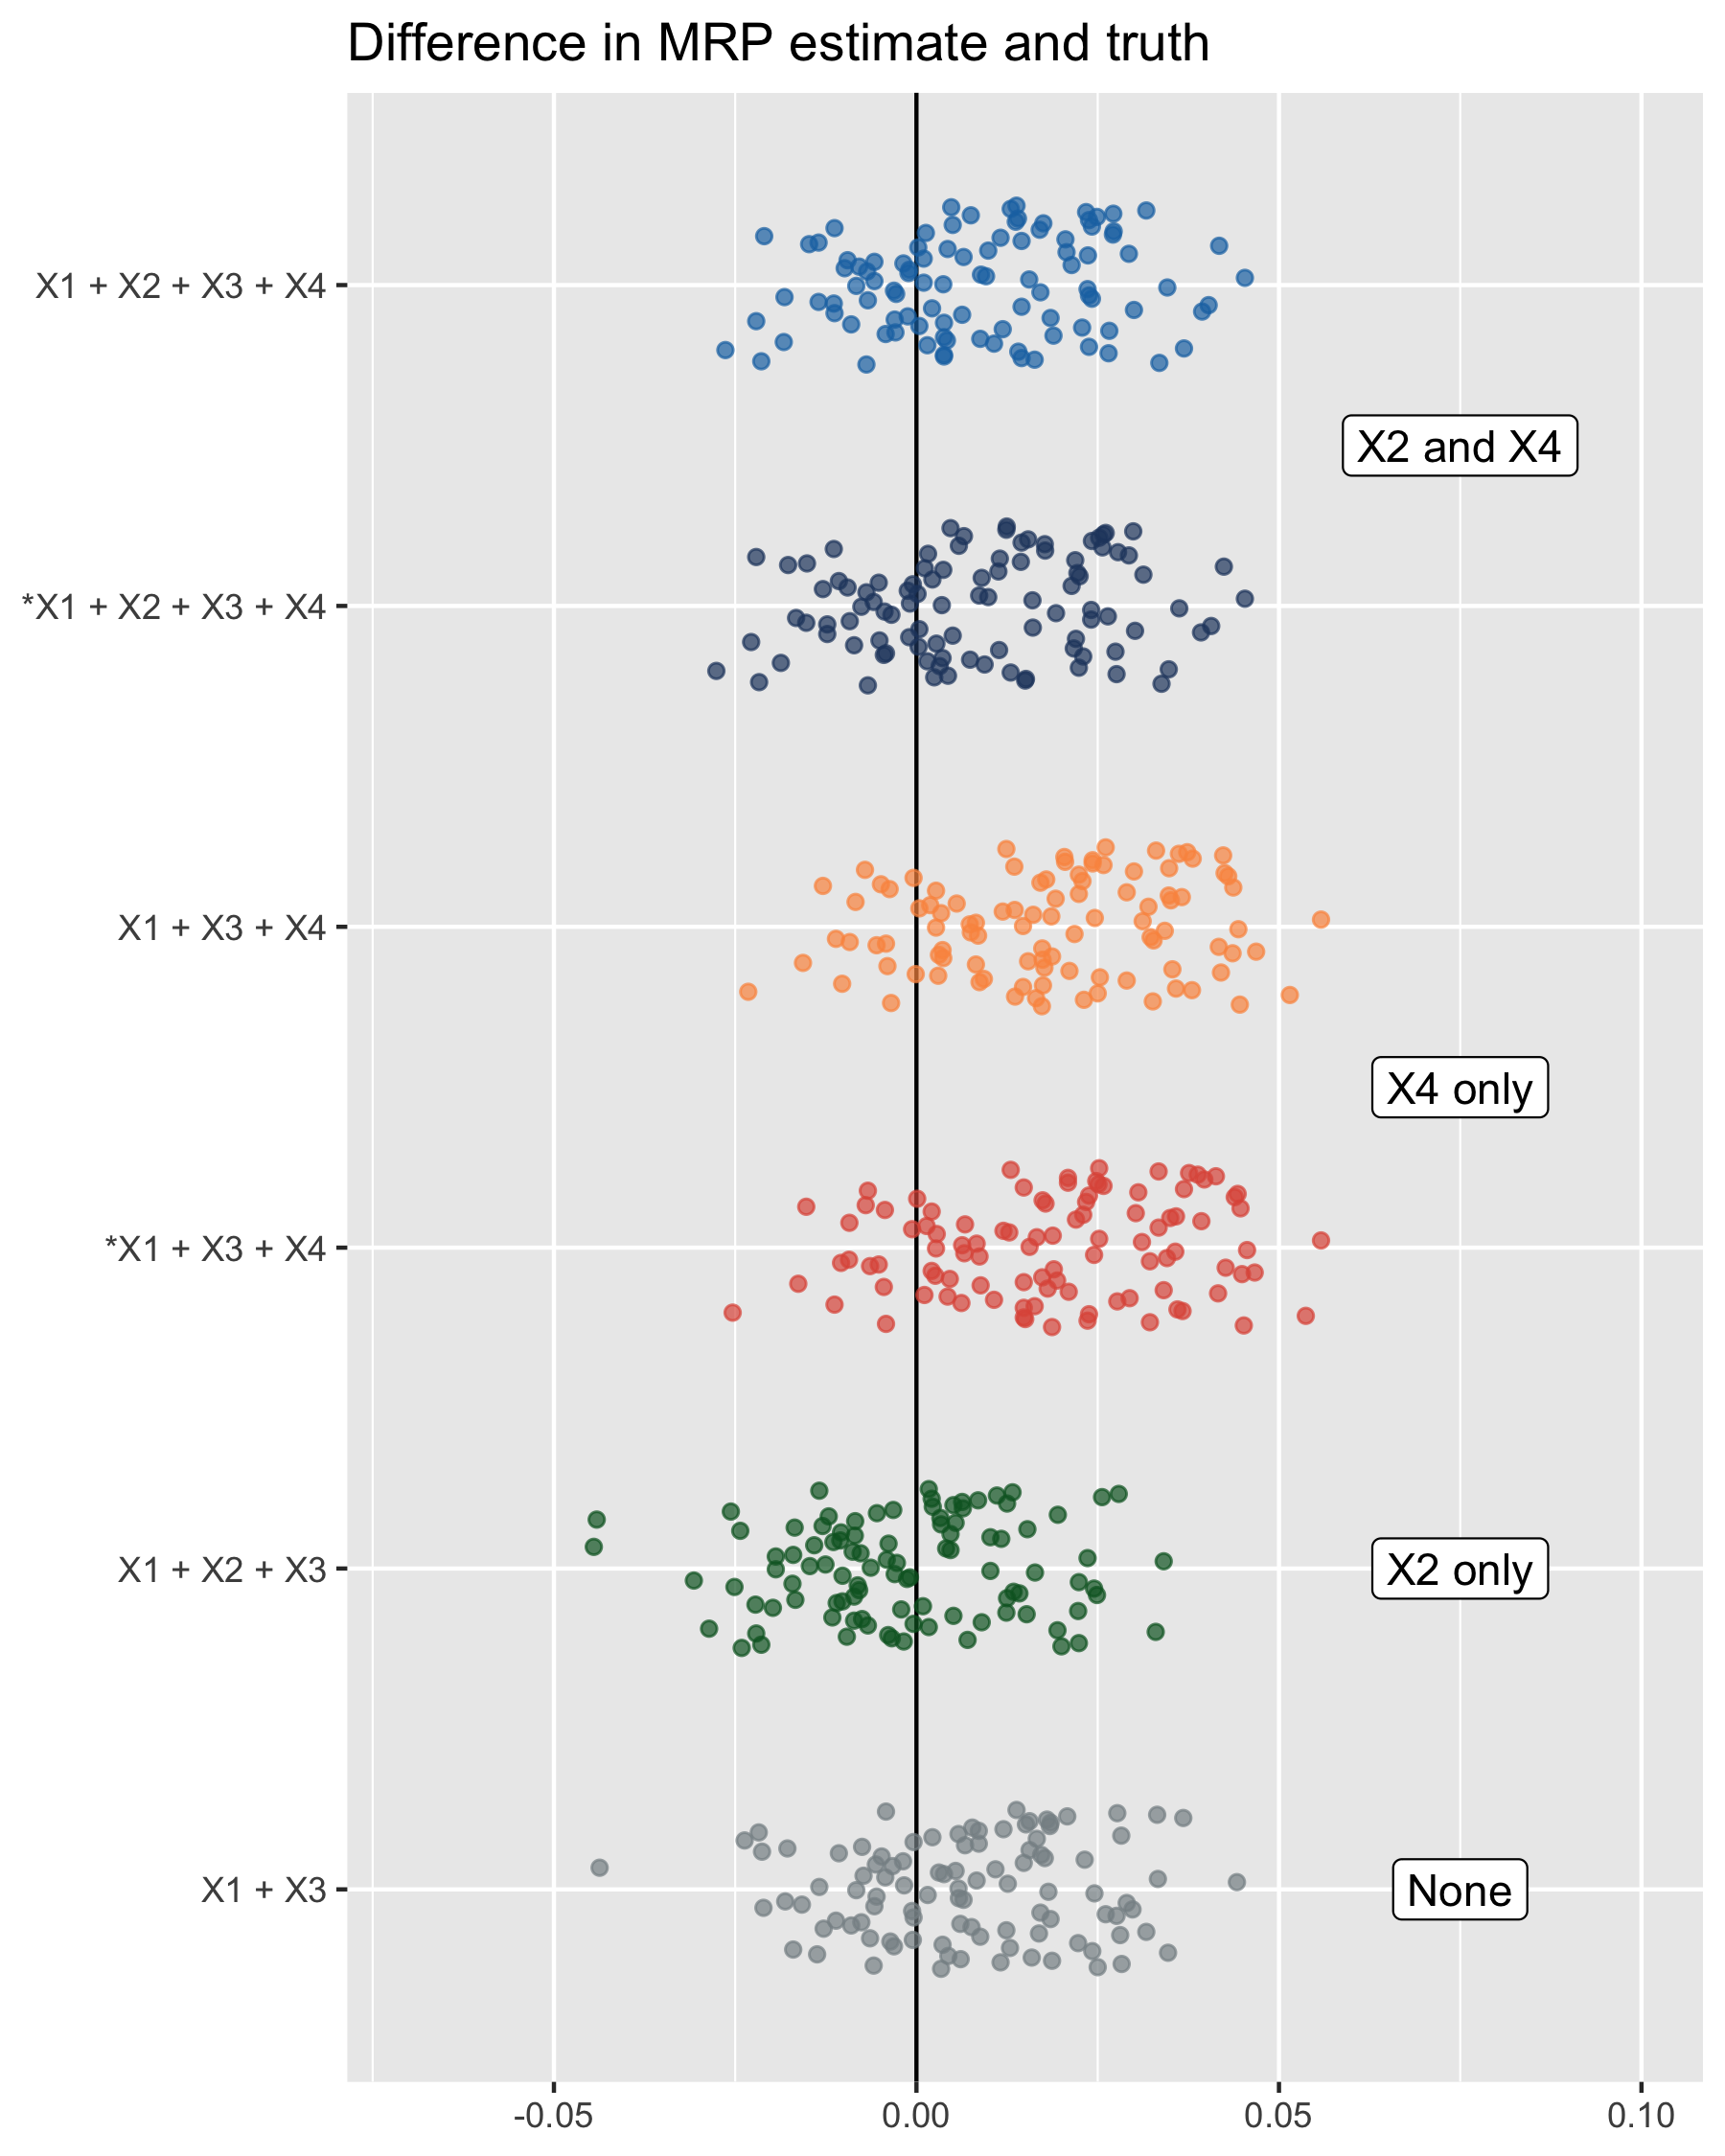 Difference in MRP estimate and truth
X1 + X2 + X3 + X4
X2 and X4
*X1 + X2 + X3 + X4
X1 + X3 + X4
X4 only
*X1 + X3 + X4
X1 + X2 + X3
X2 only
X1 + X3
None
-0.05
0.00
0.05
0.10